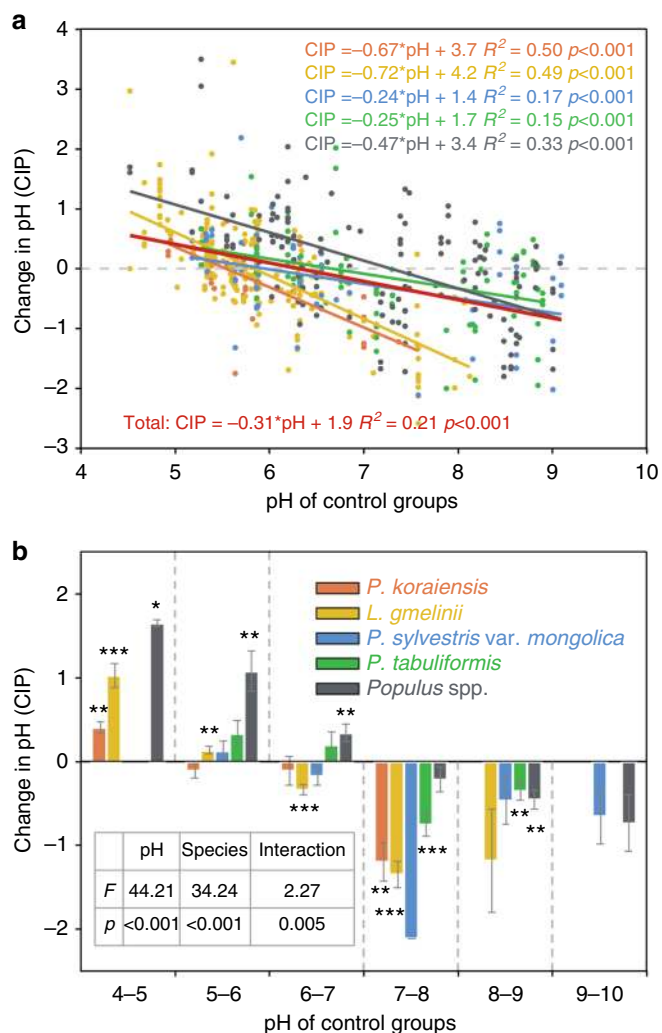 a
CIP =–0.67*pH + 3.7 R² = 0.50 p<0.001
CIP =–0.72*pH + 4.2 R² = 0.49 p<0.001
CIP =–0.24*pH + 1.4 R² = 0.17 p<0.001
CIP =–0.25*pH + 1.7 R² = 0.15 p<0.001
CIP =–0.47*pH + 3.4 R² = 0.33 p<0.001
Change in pH (CIP)
4
3
2
1
0
–1
–2
–3
Total: CIP = –0.31*pH + 1.9 R² = 0.21 p<0.001
4 5 6 7 8 9 10
pH of control groups
b
Change in pH (CIP)
2
1
0
–1
–2
P. koraiensis
L. gmelinii
P. sylvestris var. mongolica
P. tabuliformis
Populus spp.
** *** *
** **
*** **
** *** ***
** **
pH Species Interaction
F 44.21 34.24 2.27
p <0.001 <0.001 0.005
4–5 5–6 6–7 7–8 8–9 9–10
pH of control groups